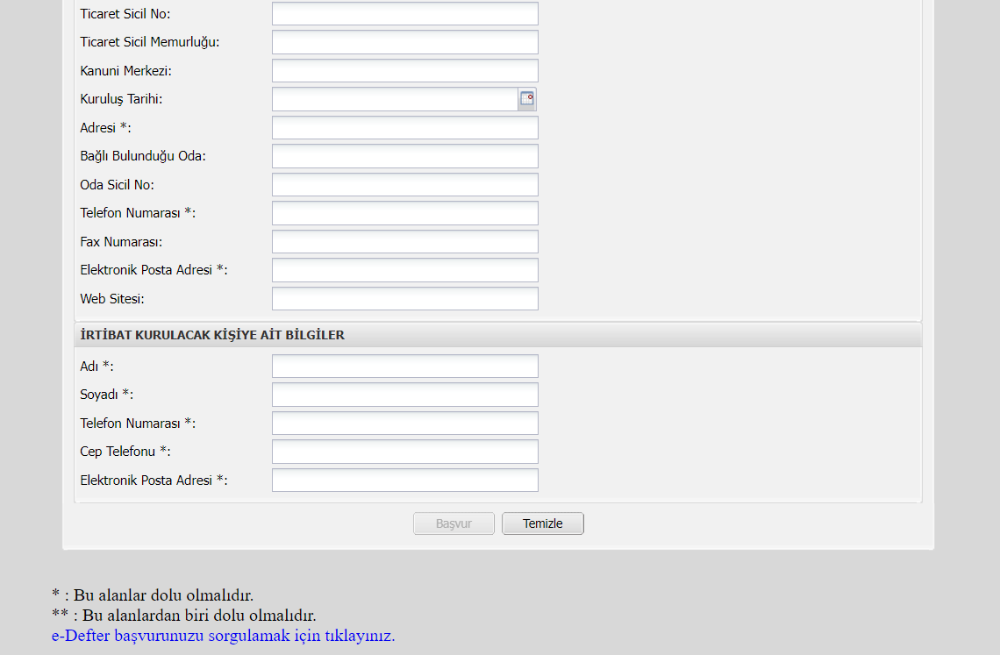 Ticaret Sicil No:
Ticaret Sicil Memurluğu:
Kanuni Merkezi:
Kuruluş Tarihi:
Adresi *:
Bağlı Bulunduğu Oda:
Oda Sicil No:
Telefon Numarası *:
Fax Numarası:
Elektronik Posta Adresi *:
Web Sitesi:
İRTİBAT KURULACAK KİŞİYE AİT BİLGİLER
Adı *:
Soyadı *:
Telefon Numarası *:
Cep Telefonu *:
Elektronik Posta Adresi *:
Başvur Temizle
* : Bu alanlar dolu olmalıdır.
** : Bu alanlardan biri dolu olmalıdır.
e-Defter başvurunuzu sorgulamak için tıklayınız.